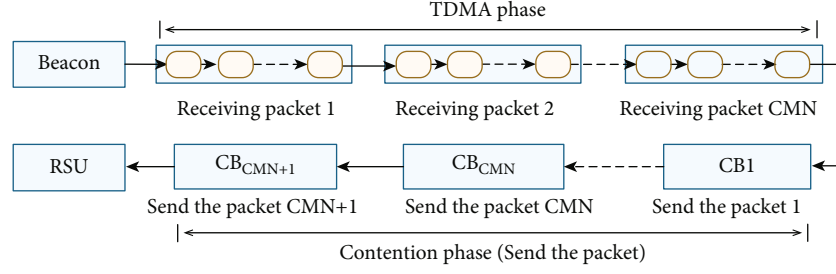 TDMA phase
Beacon
Receiving packet 1
Receiving packet 2
Receiving packet CMN
RSU
CB_CMN+1
CB_CMN
CB1
Send the packet CMN+1
Send the packet CMN
Send the packet 1
Contention phase (Send the packet)